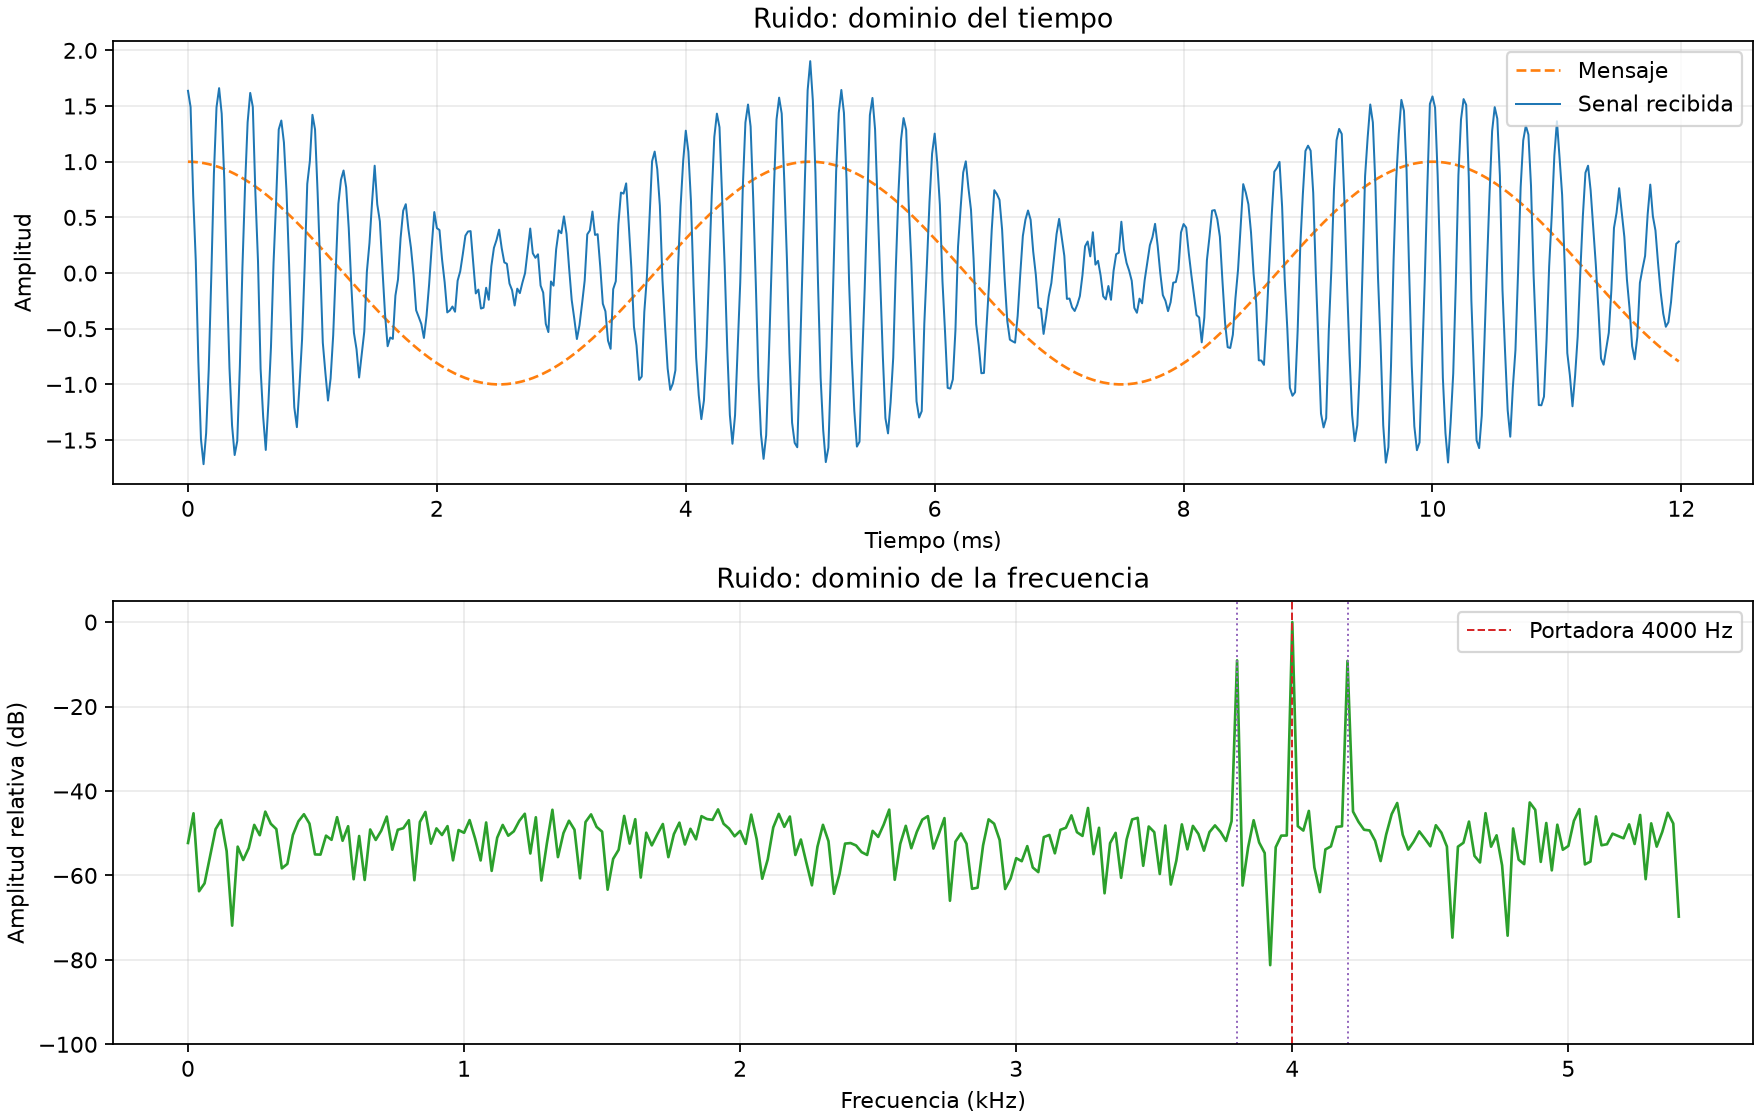 Ruido: dominio del tiempo
Mensaje
Senal recibida
Amplitud
2.0
1.5
1.0
0.5
0.0
−0.5
−1.0
−1.5
0 2 4 6 8 10 12
Tiempo (ms)
Ruido: dominio de la frecuencia
Portadora 4000 Hz
Amplitud relativa (dB)
0
−20
−40
−60
−80
−100
0 1 2 3 4 5
Frecuencia (kHz)